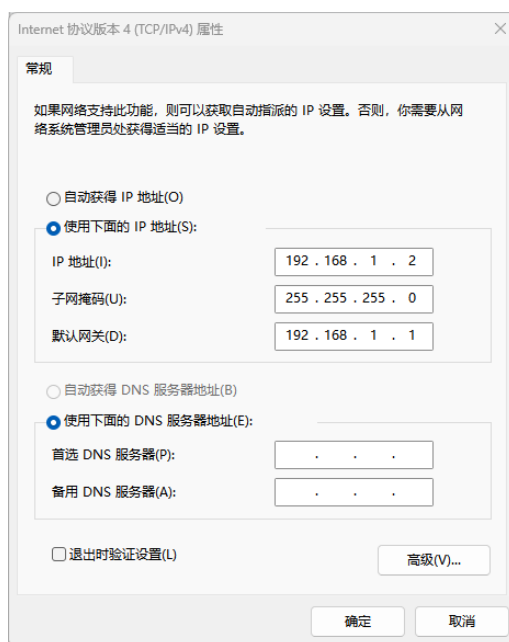 Internet 协议版本 4 (TCP/IPv4) 属性
常规
如果网络支持此功能，则可以获取自动指派的 IP 设置。否则，你需要从网
络系统管理员处获得适当的 IP 设置。
自动获得 IP 地址(O)
使用下面的 IP 地址(S):
IP 地址(I): 192 . 168 . 1 . 2
子网掩码(U): 255 . 255 . 255 . 0
默认网关(D): 192 . 168 . 1 . 1
自动获得 DNS 服务器地址(B)
使用下面的 DNS 服务器地址(E):
首选 DNS 服务器(P): . . .
备用 DNS 服务器(A): . . .
退出时验证设置(L)
高级(V)...
确定 取消